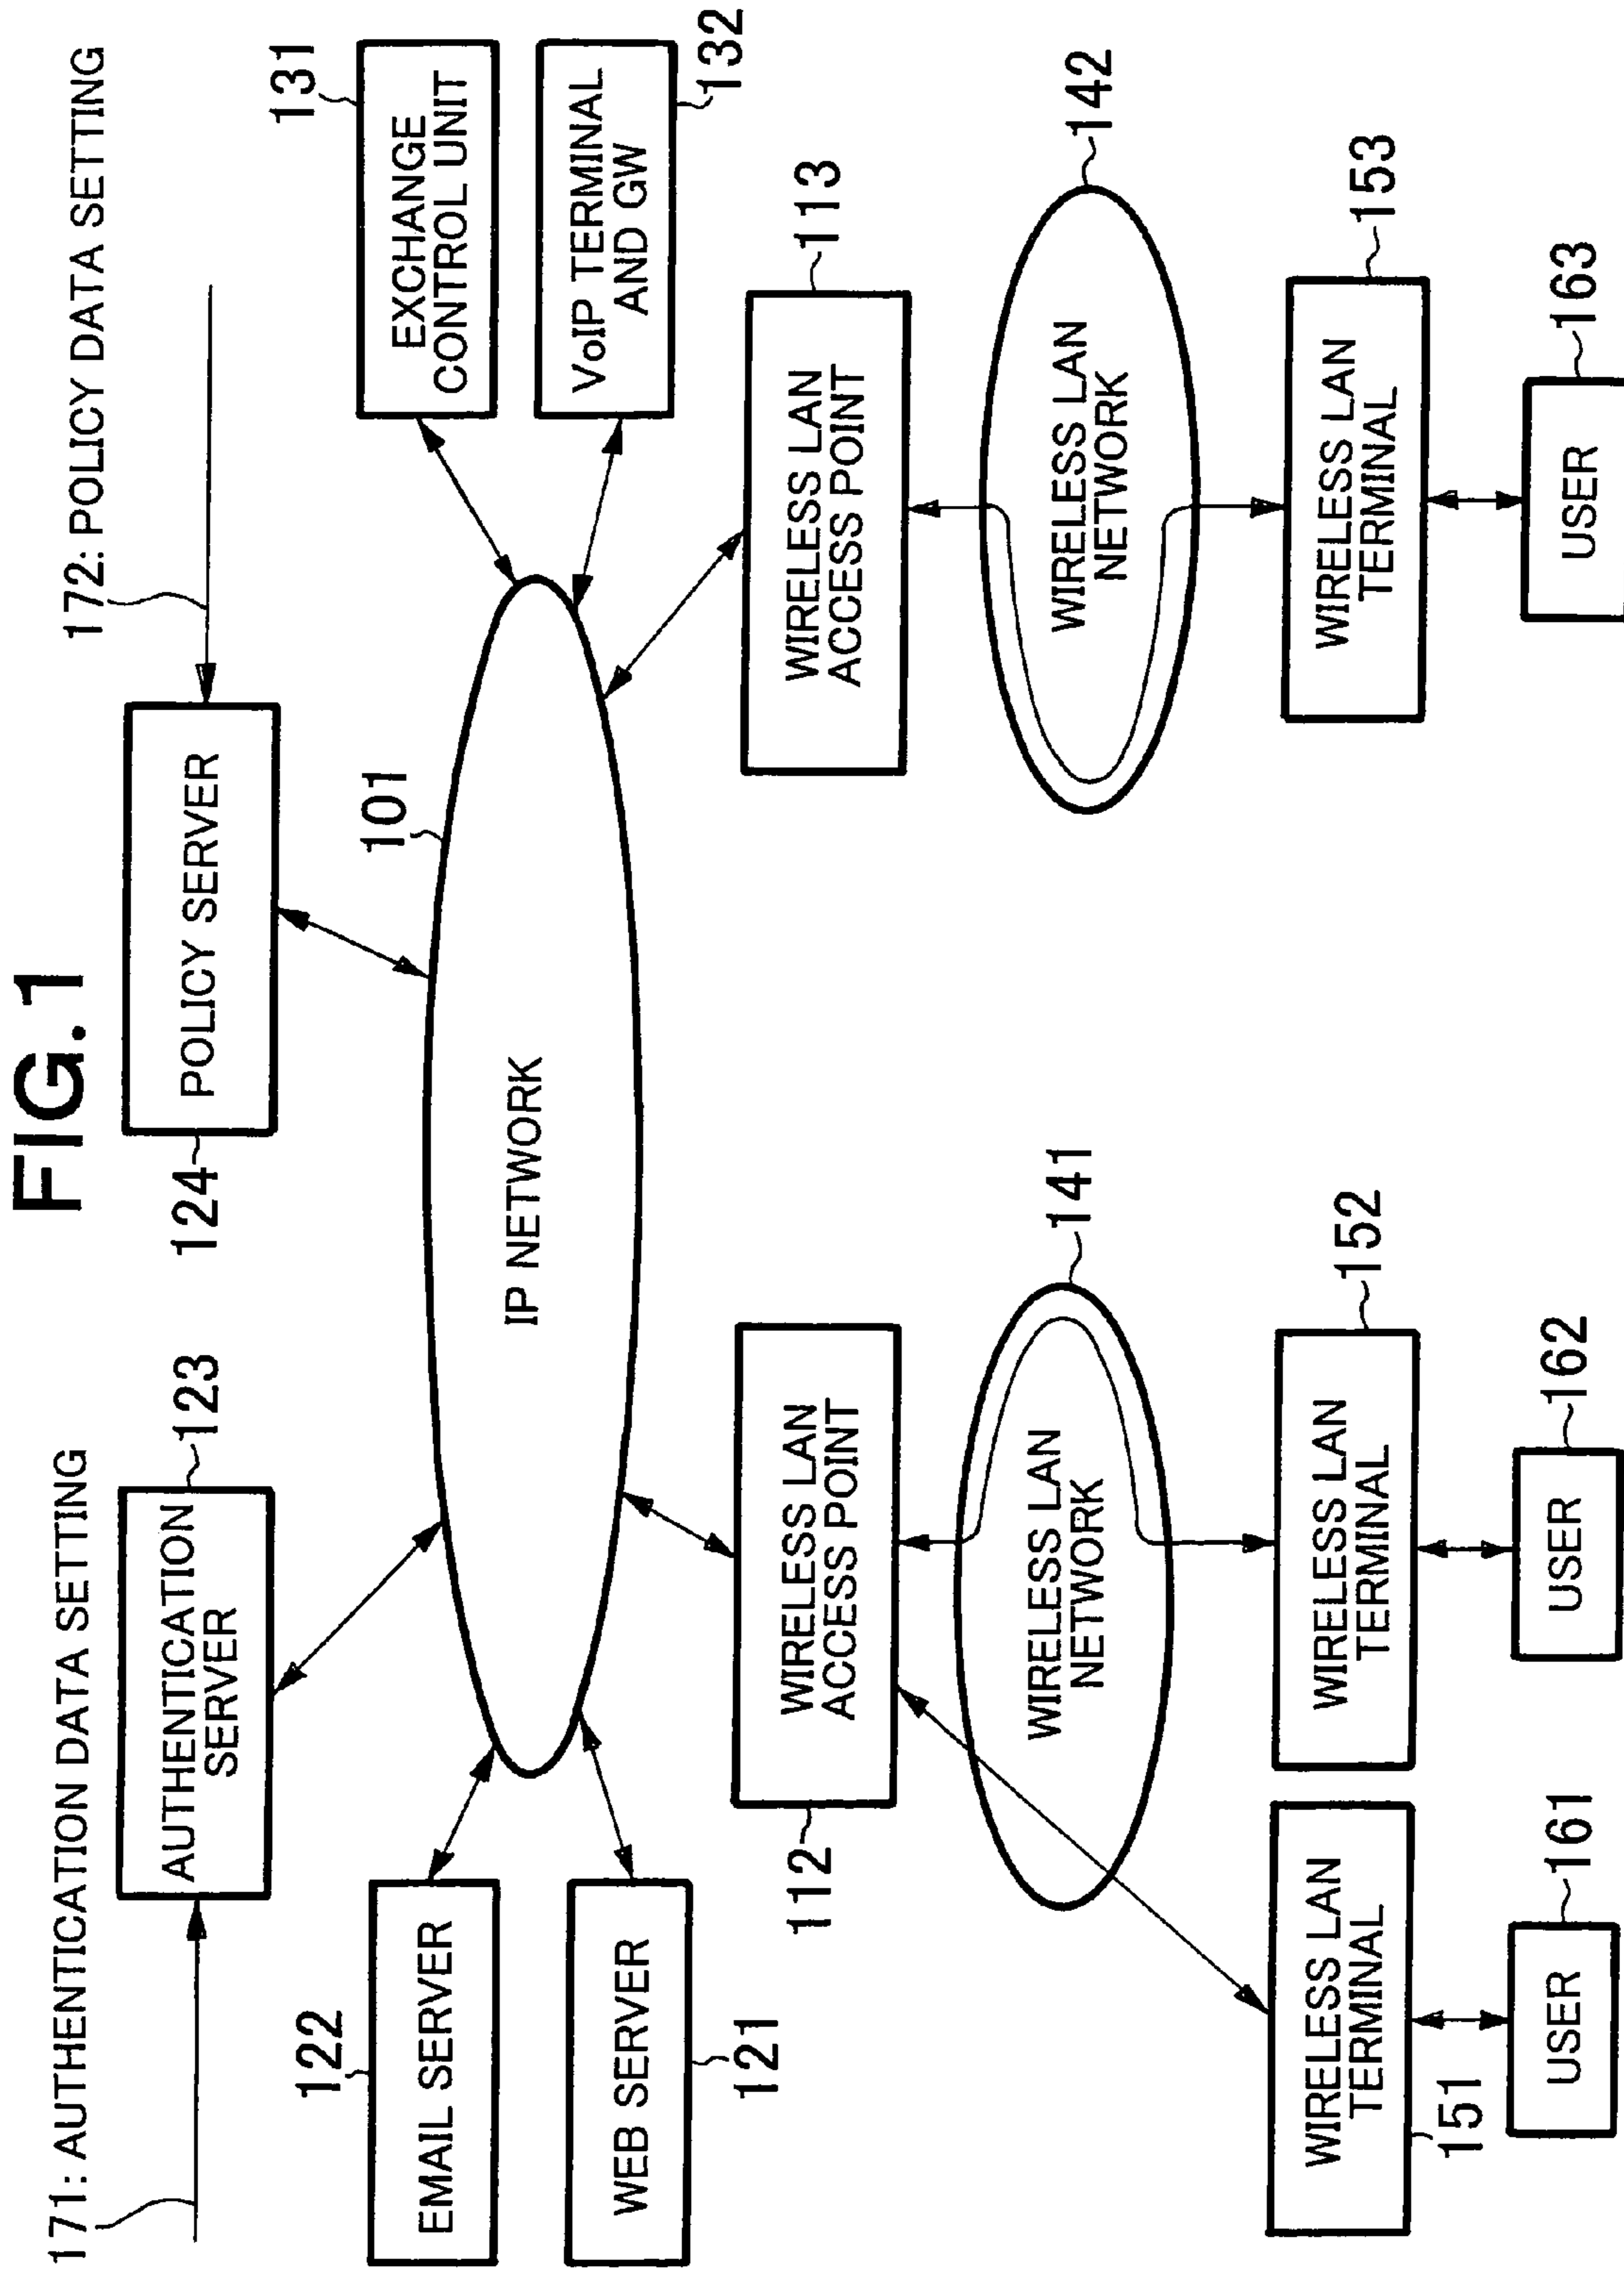 FIG.1
171: AUTHENTICATION DATA SETTING
172: POLICY DATA SETTING
AUTHENTICATION
SERVER
123
124
POLICY SERVER
122
EMAIL SERVER
WEB SERVER
121
101
IP NETWORK
131
EXCHANGE
CONTROL UNIT
VoIP TERMINAL
AND GW
132
112
WIRELESS LAN
ACCESS POINT
WIRELESS LAN
ACCESS POINT
113
WIRELESS LAN
NETWORK
141
WIRELESS LAN
NETWORK
142
WIRELESS LAN
TERMINAL
151
WIRELESS LAN
TERMINAL
152
WIRELESS LAN
TERMINAL
153
USER
161
USER
162
USER
163